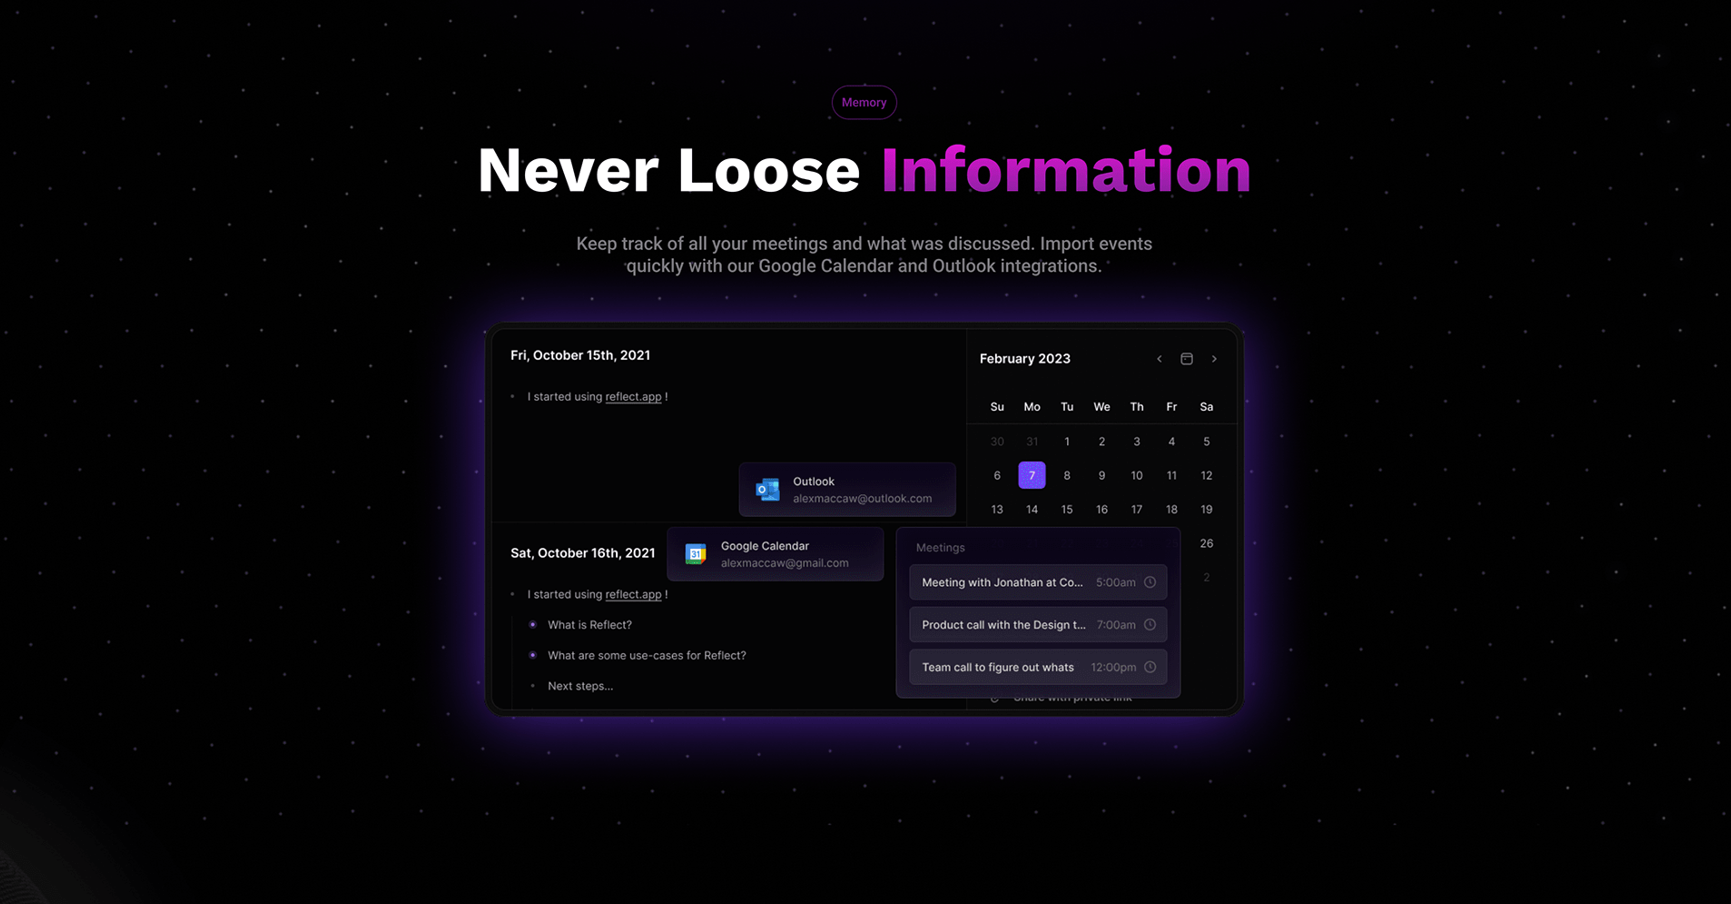 Memory
Never Loose Information
Keep track of all your meetings and what was discussed. Import events
quickly with our Google Calendar and Outlook integrations.
Fri, October 15th, 2021
I started using reflect.app !
Outlook
alexmaccaw@outlook.com
Sat, October 16th, 2021
Google Calendar
31
alexmaccaw@gmail.com
I started using reflect.app !
What is Reflect?
What are some use-cases for Reflect?
Next steps...
February 2023
Su Mo Tu We Th Fr Sa
30 31 1 2 3 4 5
6 7 8 9 10 11 12
13 14 15 16 17 18 19
26
2
Meetings
Meeting with Jonathan at Co... 5:00am
Product call with the Design t... 7:00am
Team call to figure out whats 12:00pm
Share with private link